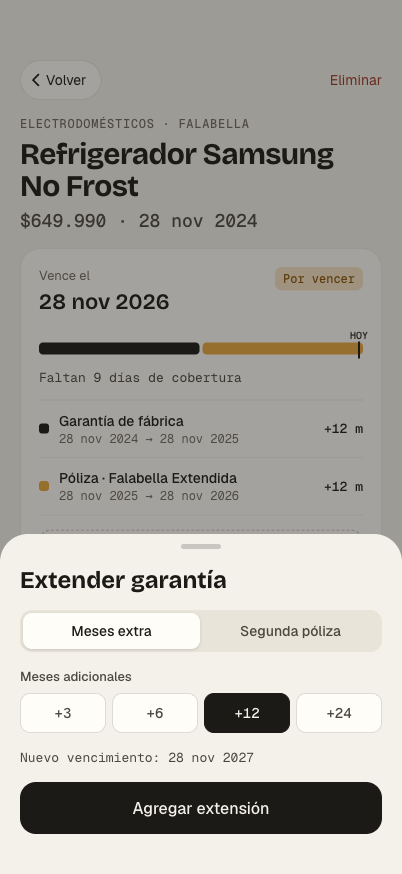 Volver
Eliminar
ELECTRODOMÉSTICOS · FALABELLA
Refrigerador Samsung
No Frost
$649.990 · 28 nov 2024
Vence el
Por vencer
28 nov 2026
HOY
Faltan 9 días de cobertura
Garantía de fábrica
28 nov 2024 → 28 nov 2025
+12 m
Póliza · Falabella Extendida
28 nov 2025 → 28 nov 2026
+12 m
Extender garantía
Meses extra
Segunda póliza
Meses adicionales
+3
+6
+12
+24
Nuevo vencimiento: 28 nov 2027
Agregar extensión